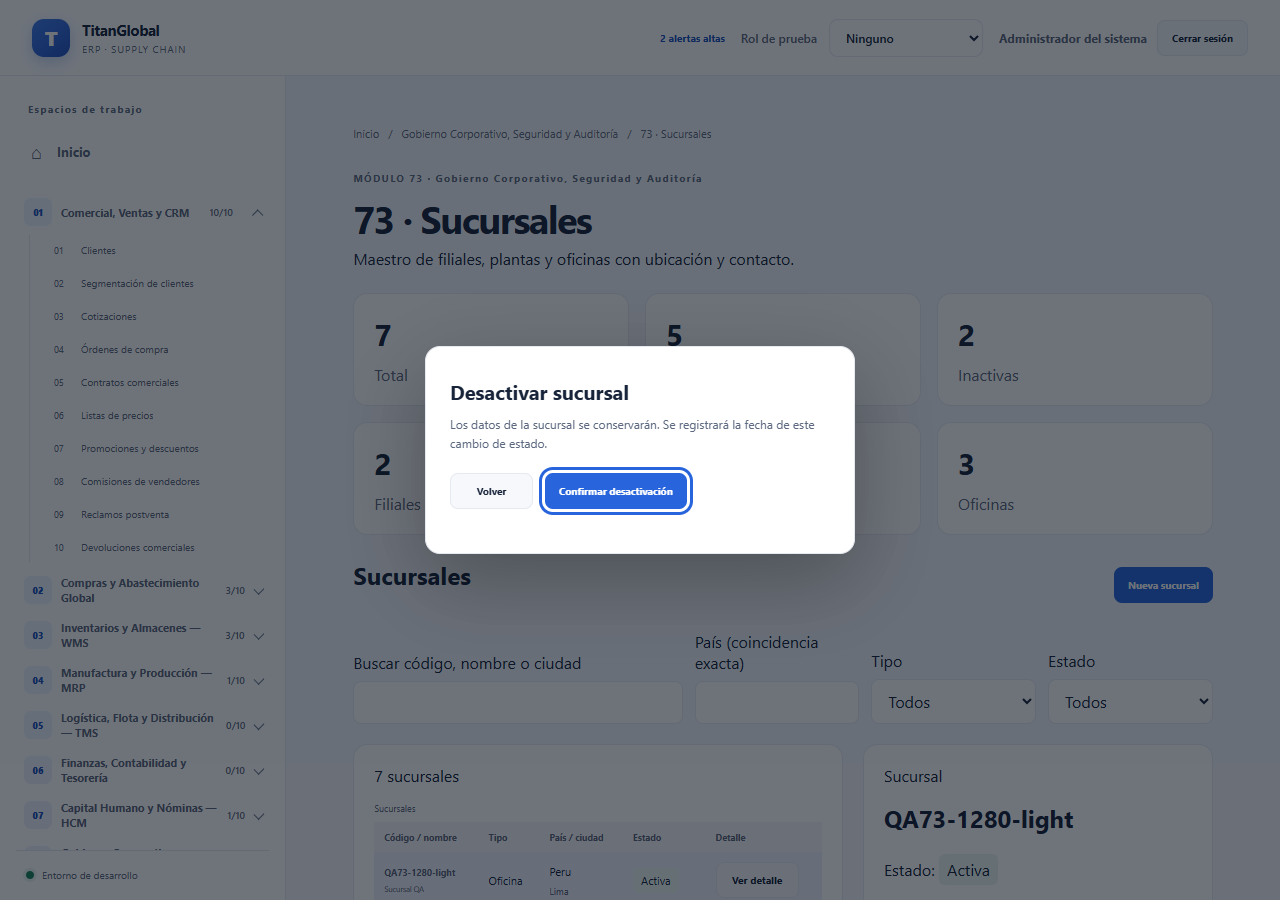 T
TitanGlobal
ERP · SUPPLY CHAIN
2 alertas altas
Rol de prueba
Ninguno
Administrador del sistema
Cerrar sesión
Espacios de trabajo
Inicio
01 Comercial, Ventas y CRM 10/10
01 Clientes
02 Segmentación de clientes
03 Cotizaciones
04 Órdenes de compra
05 Contratos comerciales
06 Listas de precios
07 Promociones y descuentos
08 Comisiones de vendedores
09 Reclamos postventa
10 Devoluciones comerciales
02 Compras y Abastecimiento
Global
3/10
03 Inventarios y Almacenes —
WMS
3/10
04 Manufactura y Producción —
MRP
1/10
05 Logística, Flota y Distribución
— TMS
0/10
06 Finanzas, Contabilidad y
Tesorería
0/10
07 Capital Humano y Nóminas —
HCM
1/10
Entorno de desarrollo
Inicio / Gobierno Corporativo, Seguridad y Auditoría / 73 · Sucursales
MÓDULO 73 · Gobierno Corporativo, Seguridad y Auditoría
73 · Sucursales
Maestro de filiales, plantas y oficinas con ubicación y contacto.
7
Total
5
2
Inactivas
2
Filiales
3
Oficinas
Desactivar sucursal
Los datos de la sucursal se conservarán. Se registrará la fecha de este
cambio de estado.
Volver
Confirmar desactivación
Sucursales
Nueva sucursal
Buscar código, nombre o ciudad
País (coincidencia
exacta)
Tipo
Todos
Estado
Todos
7 sucursales
Sucursales
Código / nombre Tipo País / ciudad Estado Detalle
QA73-1280-light
Sucursal QA
Oficina
Peru
Lima
Activa
Ver detalle
Sucursal
QA73-1280-light
Estado: Activa